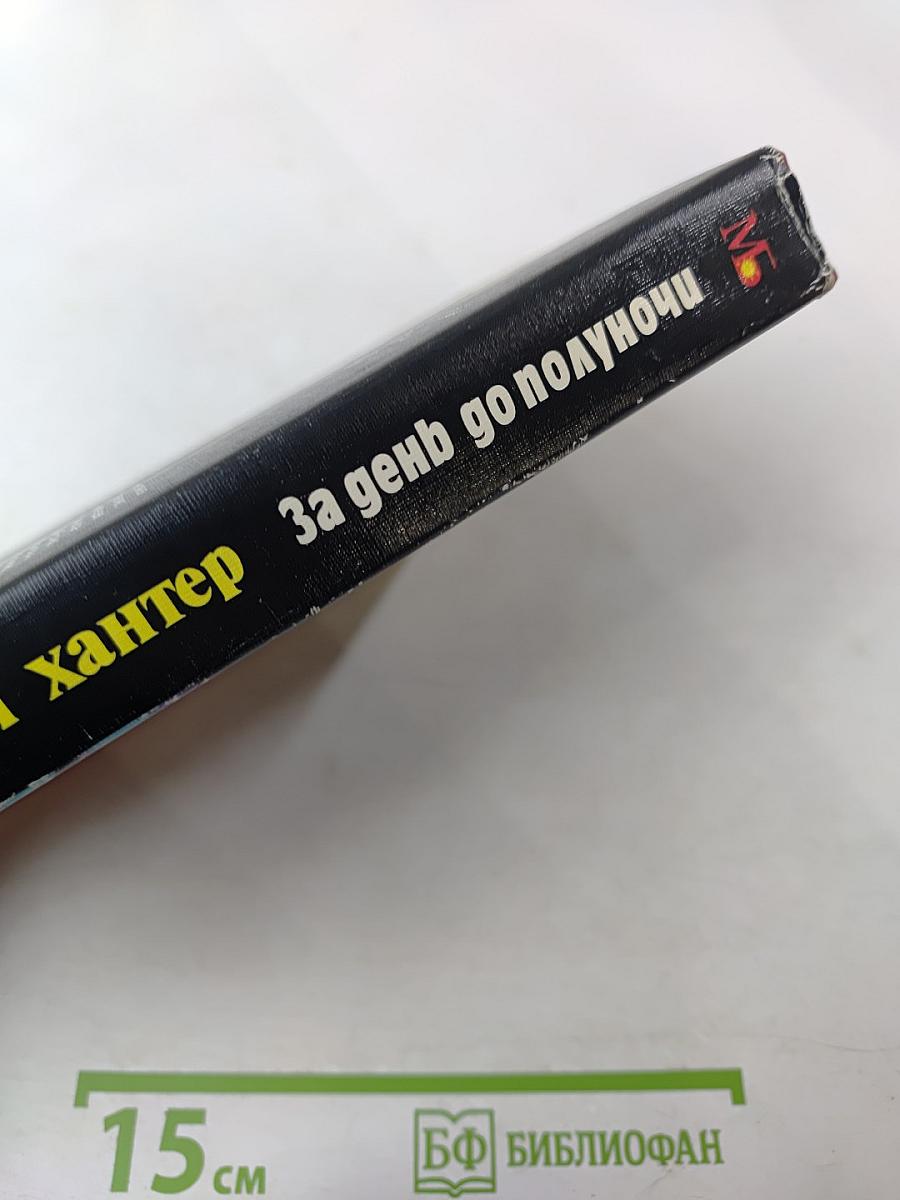 хантер За день до полуночи МБ
15 см
БФ БИБЛИОФАН